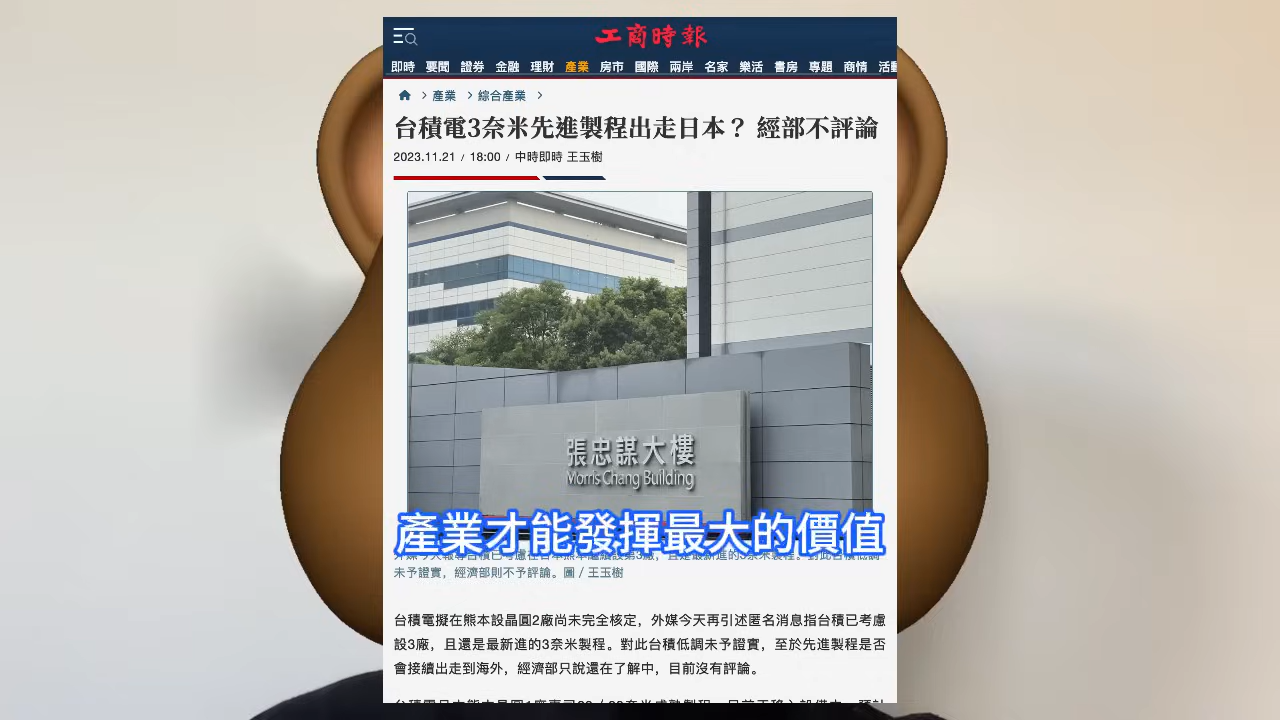 工商時報
即時 要聞 證券 金融 理財 產業 房市 國際 兩岸 名家 樂活 書房 專題 商情 活動
產業 綜合產業
台積電3奈米先進製程出走日本？ 經部不評論
2023.11.21 / 18:00 / 中時即時 王玉樹
張忠謀大樓
Morris Chang Building
產業才能發揮最大的價值
未予證實，經濟部則不予評論。圖／王玉樹
台積電擬在熊本設晶圓2廠尚未完全核定，外媒今天再引述匿名消息指台積已考慮
設3廠，且還是最新進的3奈米製程。對此台積低調未予證實，至於先進製程是否
會接續出走到海外，經濟部只說還在了解中，目前沒有評論。